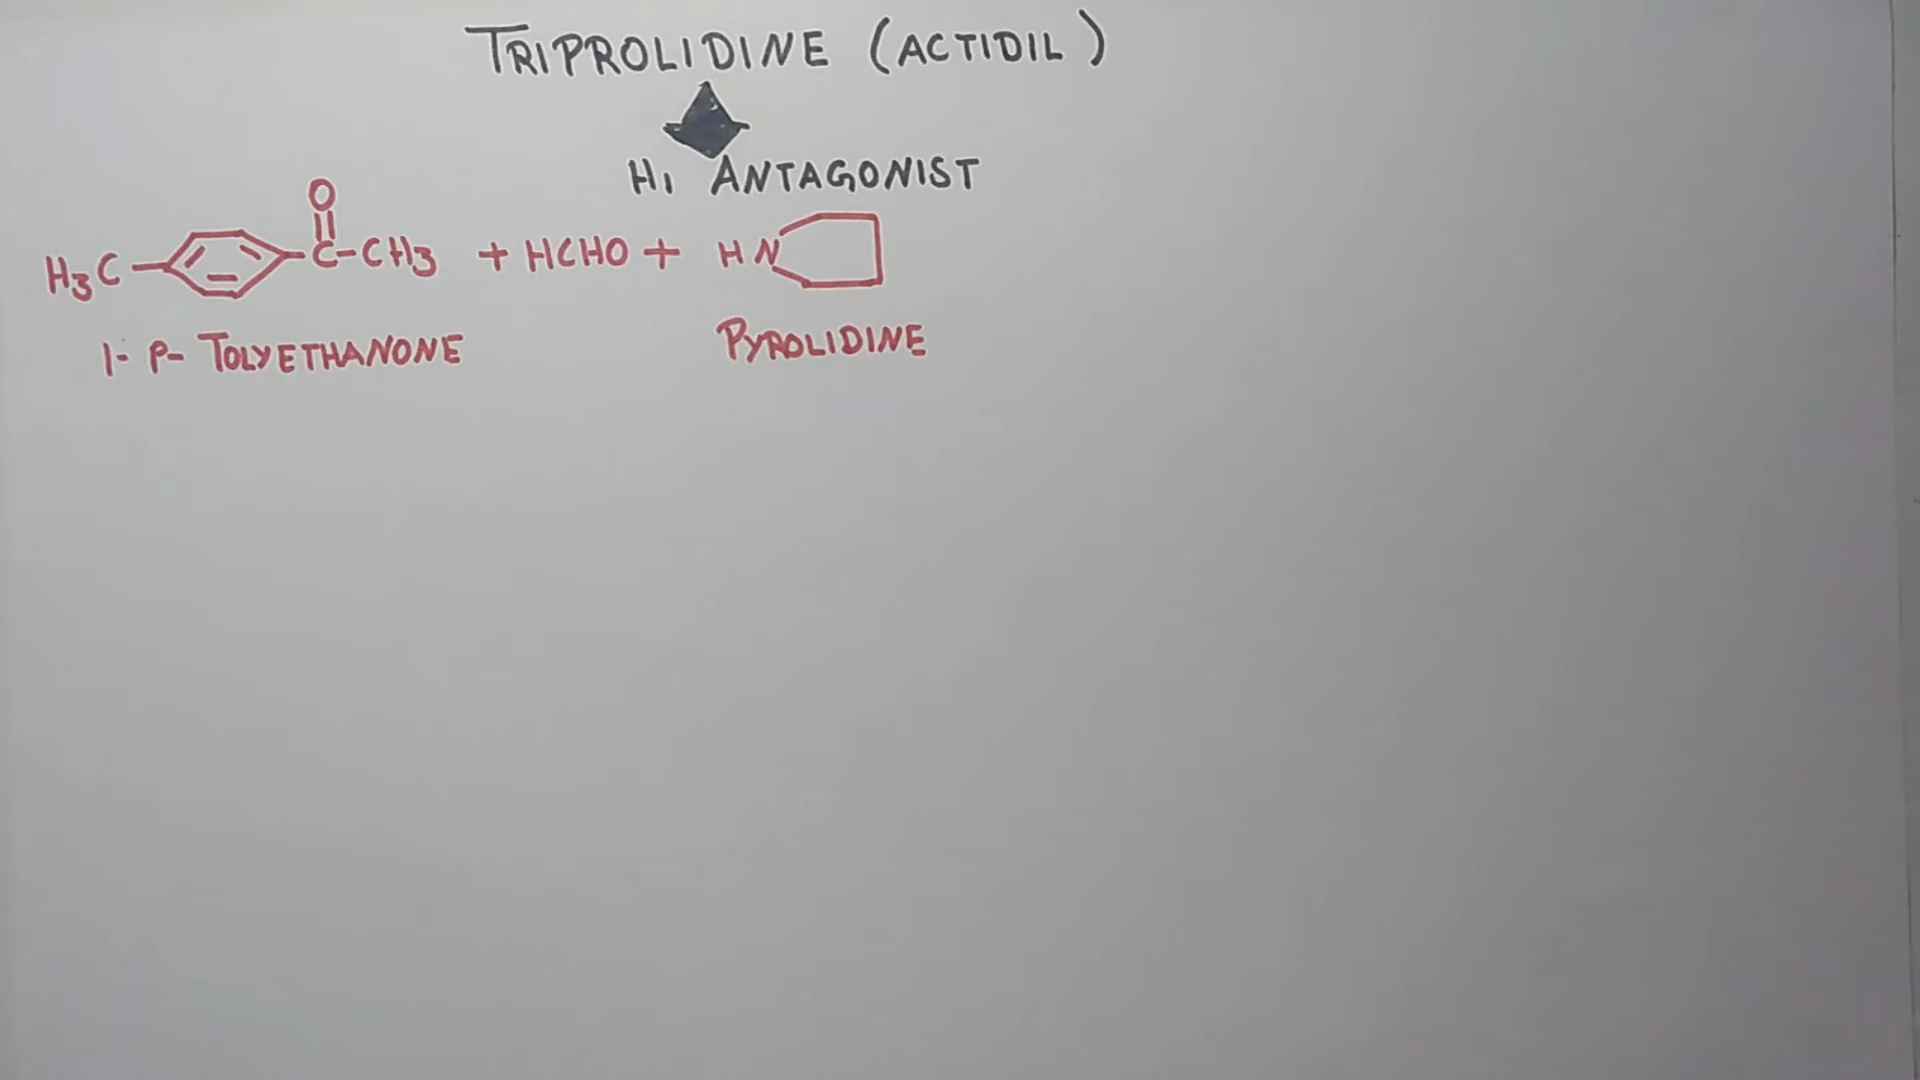 TRIPROLIDINE (ACTIDIL)
H1 ANTAGONIST
H3C O C-CH3 + HCHO + HN
1- P- TOLYETHANONE PYROLIDINE